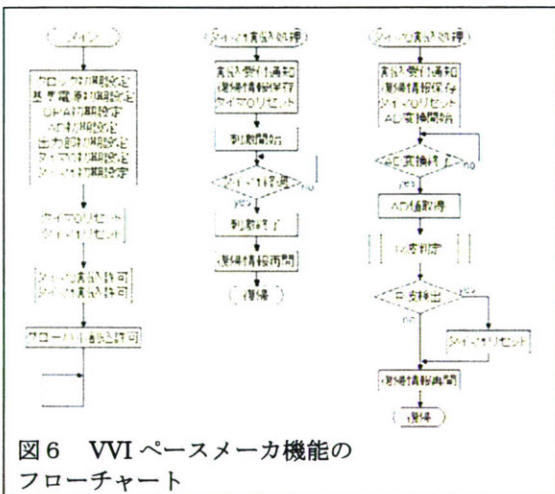 メイン
クロック初期設定
基準電源初期設定
OPA初期設定
AD初期設定
出力部初期設定
タイマ0初期設定
タイマ1初期設定
タイマ0リセット
タイマ1リセット
タイマ0割込許可
タイマ1割込許可
グローバル割込許可
タイマ1割込処理
割込受付通知
復帰情報保存
タイマ0リセット
刺激開始
no
yes
刺激終了
復帰情報再開
復帰
タイマ0割込処理
割込受付通知
復帰情報保存
タイマ0リセット
AD変換開始
AD変換終了
no
yes
AD値取得
R波判定
R波検出
yes
no
タイマ1リセット
復帰情報再開
復帰
図6 VVIペースメーカ機能の
フローチャート